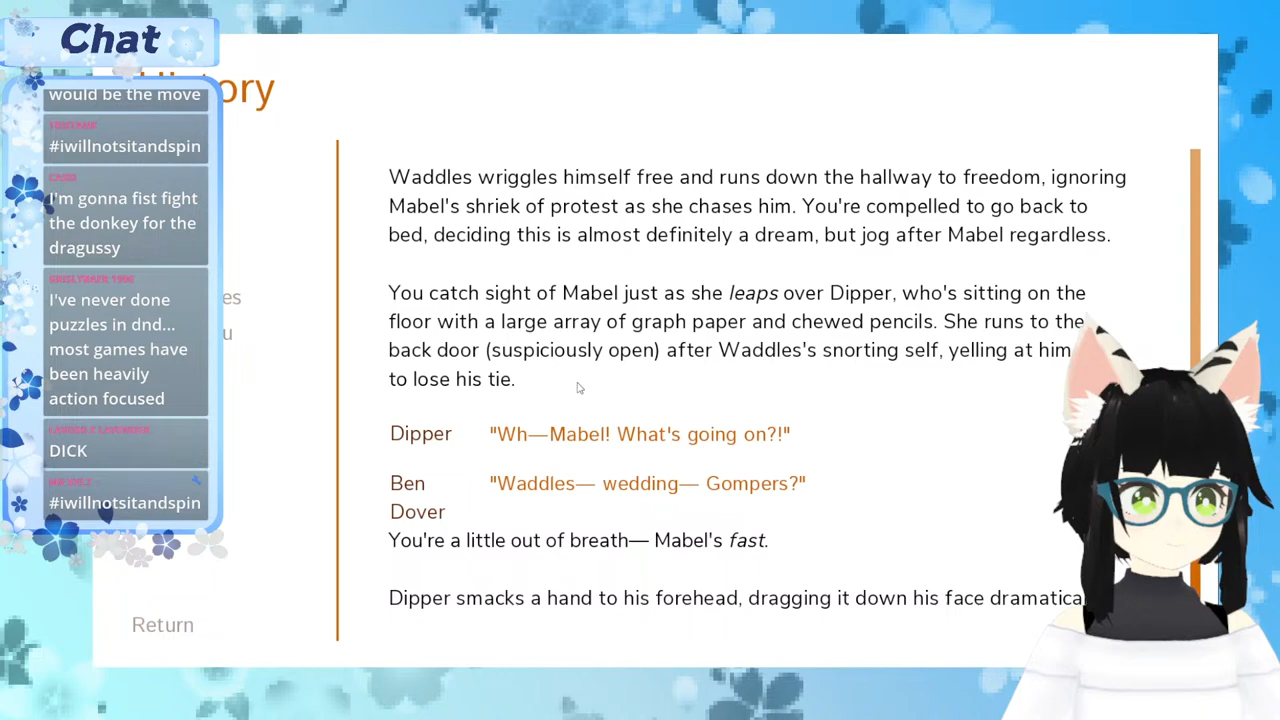 Chat
would be the move
#iwillnotsitandspin
I'm gonna fist fight
the donkey for the
dragussy
I've never done
puzzles in dnd...
most games have
been heavily
action focused
DICK
#iwillnotsitandspin
History
es
u
Return
Waddles wriggles himself free and runs down the hallway to freedom, ignoring
Mabel's shriek of protest as she chases him. You're compelled to go back to
bed, deciding this is almost definitely a dream, but jog after Mabel regardless.
You catch sight of Mabel just as she leaps over Dipper, who's sitting on the
floor with a large array of graph paper and chewed pencils. She runs to the
back door (suspiciously open) after Waddles's snorting self, yelling at him
to lose his tie.
Dipper "Wh—Mabel! What's going on?!"
Ben "Waddles— wedding— Gompers?"
Dover
You're a little out of breath— Mabel's fast.
Dipper smacks a hand to his forehead, dragging it down his face dramatica